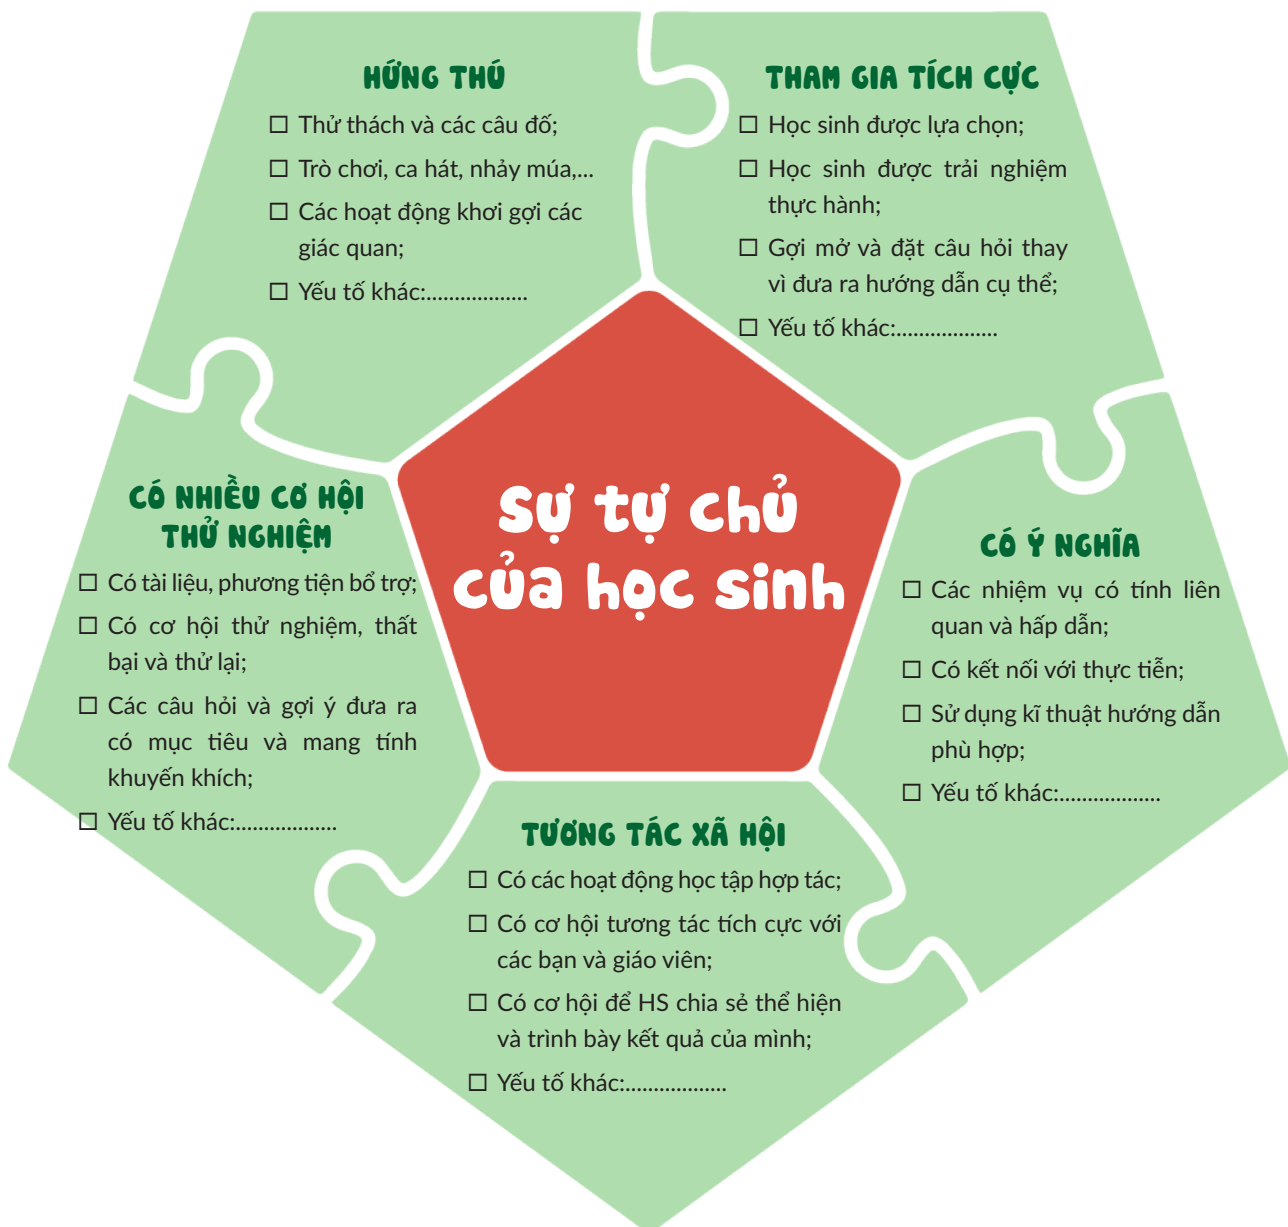 HỨNG THÚ
☐ Thử thách và các câu đố;
☐ Trò chơi, ca hát, nhảy múa,...
☐ Các hoạt động khơi gợi các
giác quan;
☐ Yếu tố khác:..................
THAM GIA TÍCH CỰC
☐ Học sinh được lựa chọn;
☐ Học sinh được trải nghiệm
thực hành;
☐ Gợi mở và đặt câu hỏi thay
vì đưa ra hướng dẫn cụ thể;
☐ Yếu tố khác:..................
CÓ NHIỀU CƠ HỘI
THỬ NGHIỆM
☐ Có tài liệu, phương tiện bổ trợ;
☐ Có cơ hội thử nghiệm, thất
bại và thử lại;
☐ Các câu hỏi và gợi ý đưa ra
có mục tiêu và mang tính
khuyến khích;
☐ Yếu tố khác:..................
Sự tự chủ
của học sinh
CÓ Ý NGHĨA
☐ Các nhiệm vụ có tính liên
quan và hấp dẫn;
☐ Có kết nối với thực tiễn;
☐ Sử dụng kĩ thuật hướng dẫn
phù hợp;
☐ Yếu tố khác:..................
TƯƠNG TÁC XÃ HỘI
☐ Có các hoạt động học tập hợp tác;
☐ Có cơ hội tương tác tích cực với
các bạn và giáo viên;
☐ Có cơ hội để HS chia sẻ thể hiện
và trình bày kết quả của mình;
☐ Yếu tố khác:..................